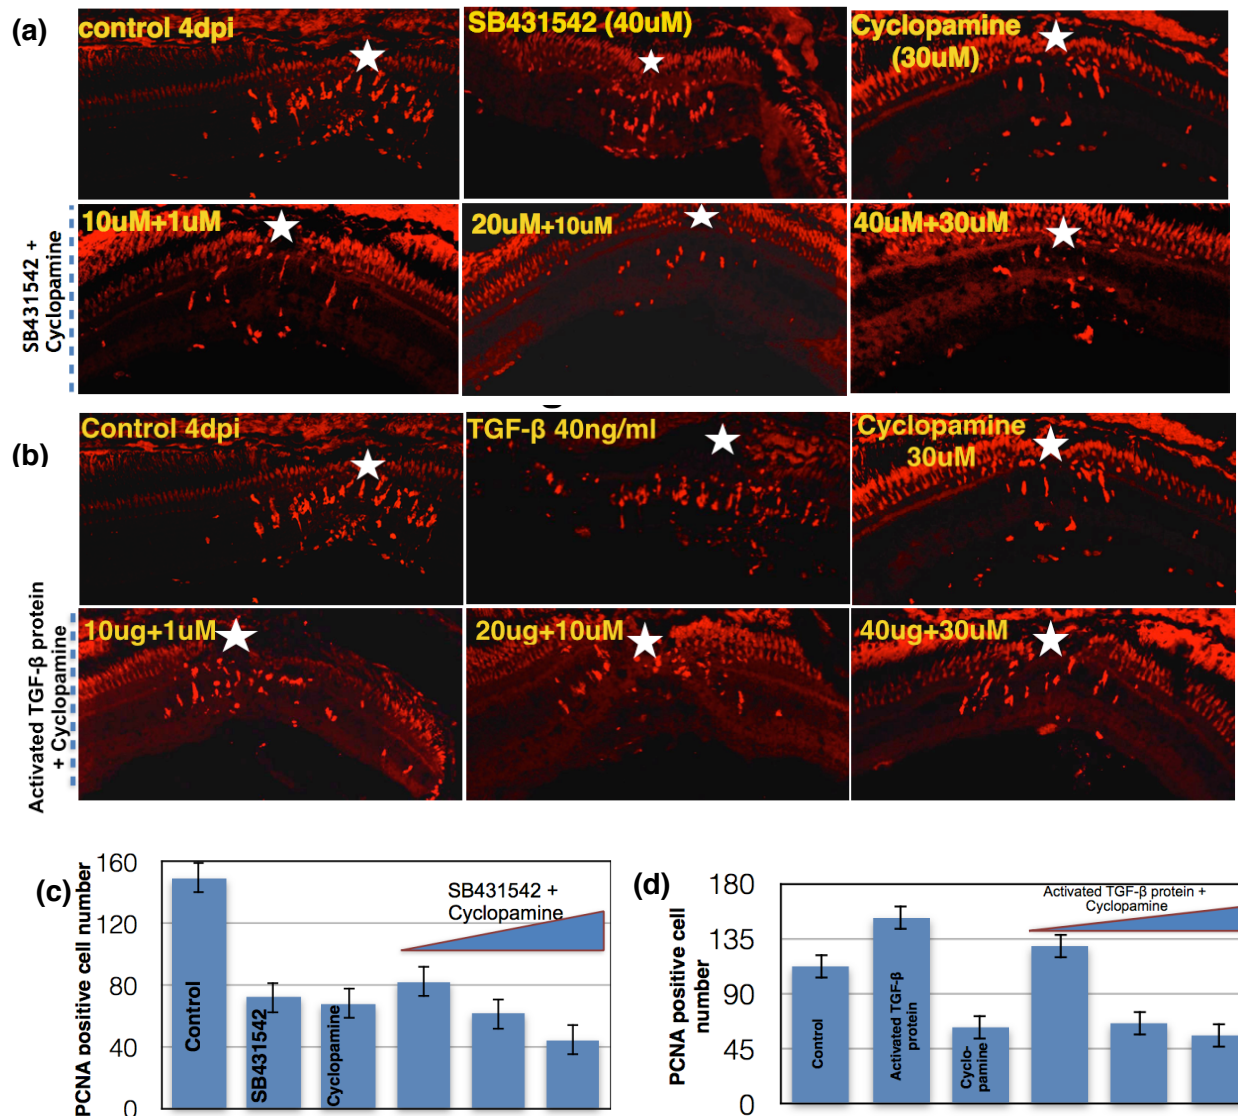 (a)
control 4dpi
SB431542 (40uM)
Cyclopamine
(30uM)
SB431542 +
Cyclopamine
10uM+1uM
20uM+10uM
40uM+30uM
(b)
Control 4dpi
TGF-β 40ng/ml
Cyclopamine
30uM
Activated TGF-β protein
+ Cyclopamine
10ug+1uM
20ug+10uM
40ug+30uM
(c)
PCNA positive cell number
160
120
80
40
0
Control
SB431542
Cyclopamine
SB431542 +
Cyclopamine
(d)
PCNA positive cell
number
180
135
90
45
0
Control
Activated TGF-β
protein
Cyclo-
pamine
Activated TGF-β protein +
Cyclopamine